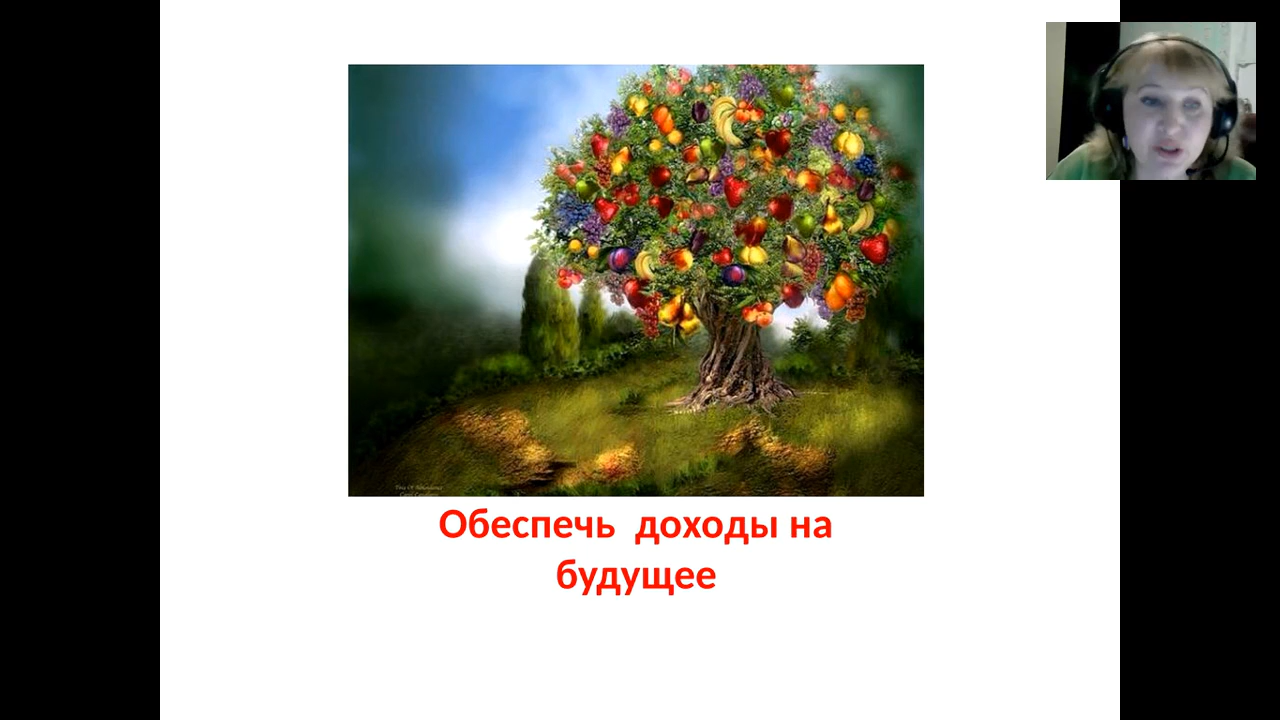 Обеспечь доходы на
будущее